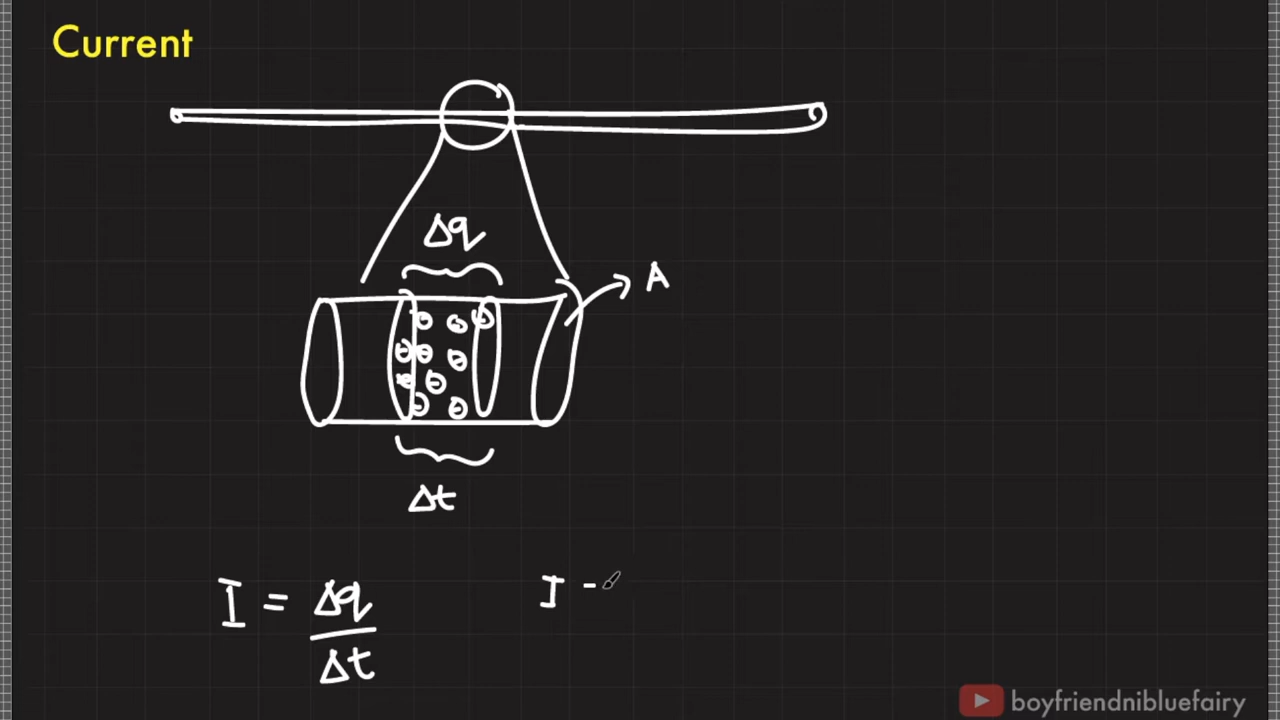 Current
Δq
A
Δt
I = Δq/Δt
I -
boyfriendnibluefairy